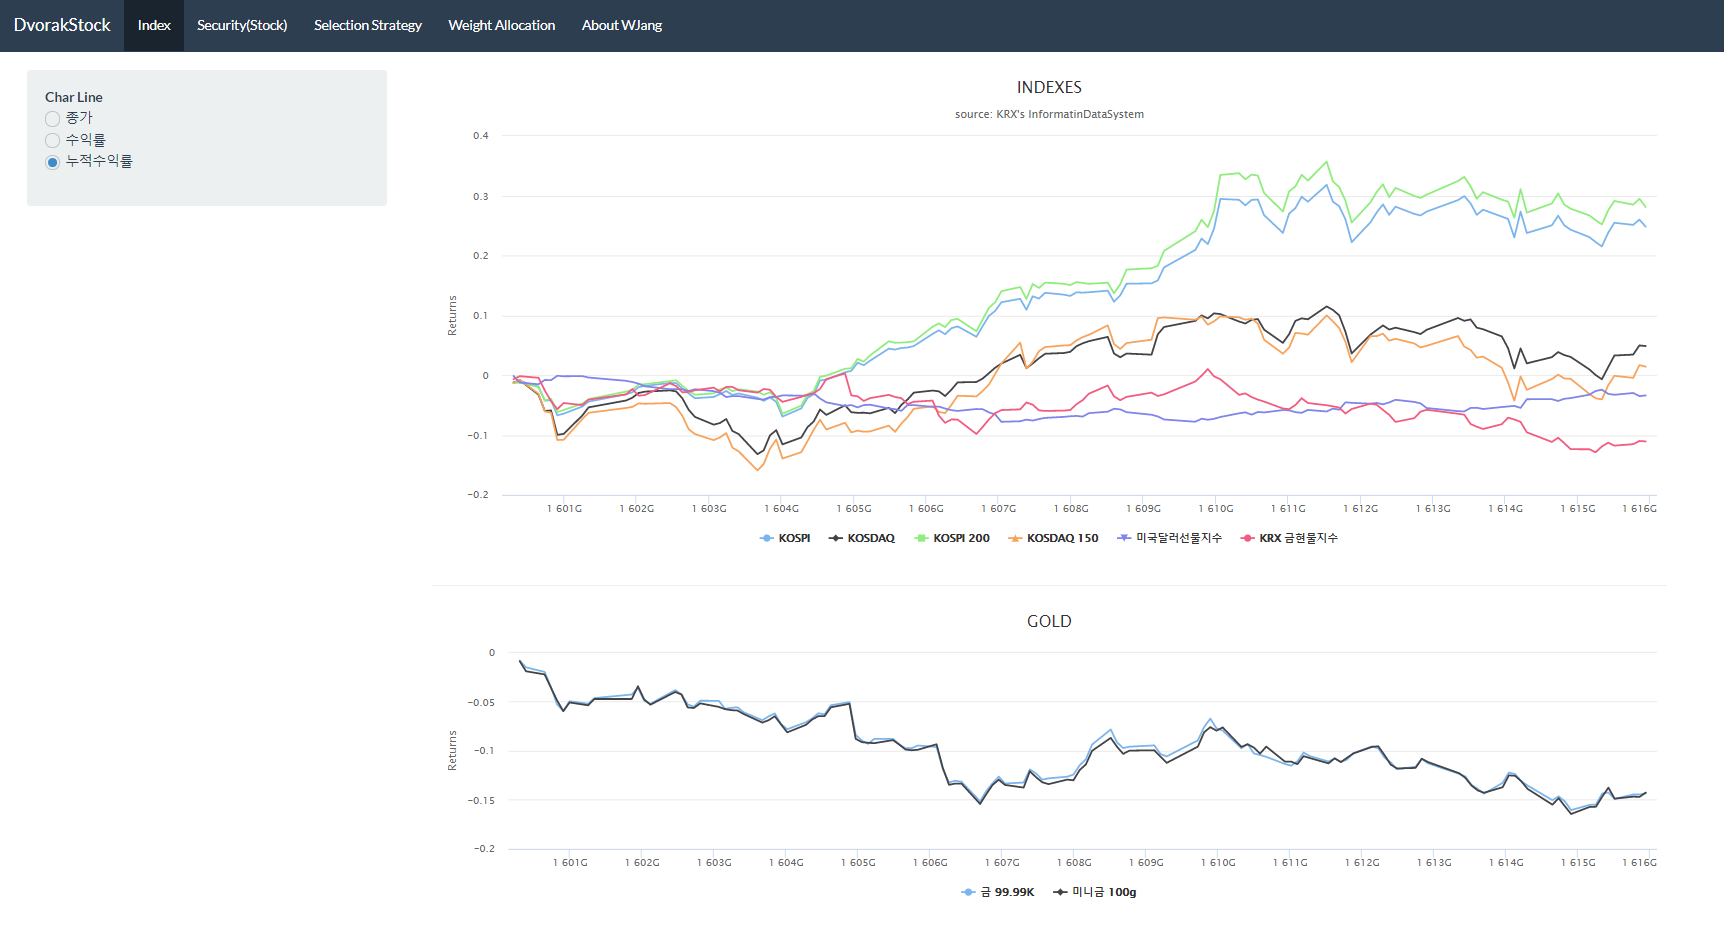 DvorakStock Index Security(Stock) Selection Strategy Weight Allocation About WJang
Char Line
종가
수익률
누적수익률
INDEXES
source: KRX's InformatinDataSystem
Returns
0.4
0.3
0.2
0.1
0
−0.1
−0.2
1 601G 1 602G 1 603G 1 604G 1 605G 1 606G 1 607G 1 608G 1 609G 1 610G 1 611G 1 612G 1 613G 1 614G 1 615G 1 616G
KOSPI KOSDAQ KOSPI 200 KOSDAQ 150 미국달러선물지수 KRX 금현물지수
GOLD
Returns
0
−0.05
−0.1
−0.15
−0.2
1 601G 1 602G 1 603G 1 604G 1 605G 1 606G 1 607G 1 608G 1 609G 1 610G 1 611G 1 612G 1 613G 1 614G 1 615G 1 616G
금 99.99K 미니금 100g